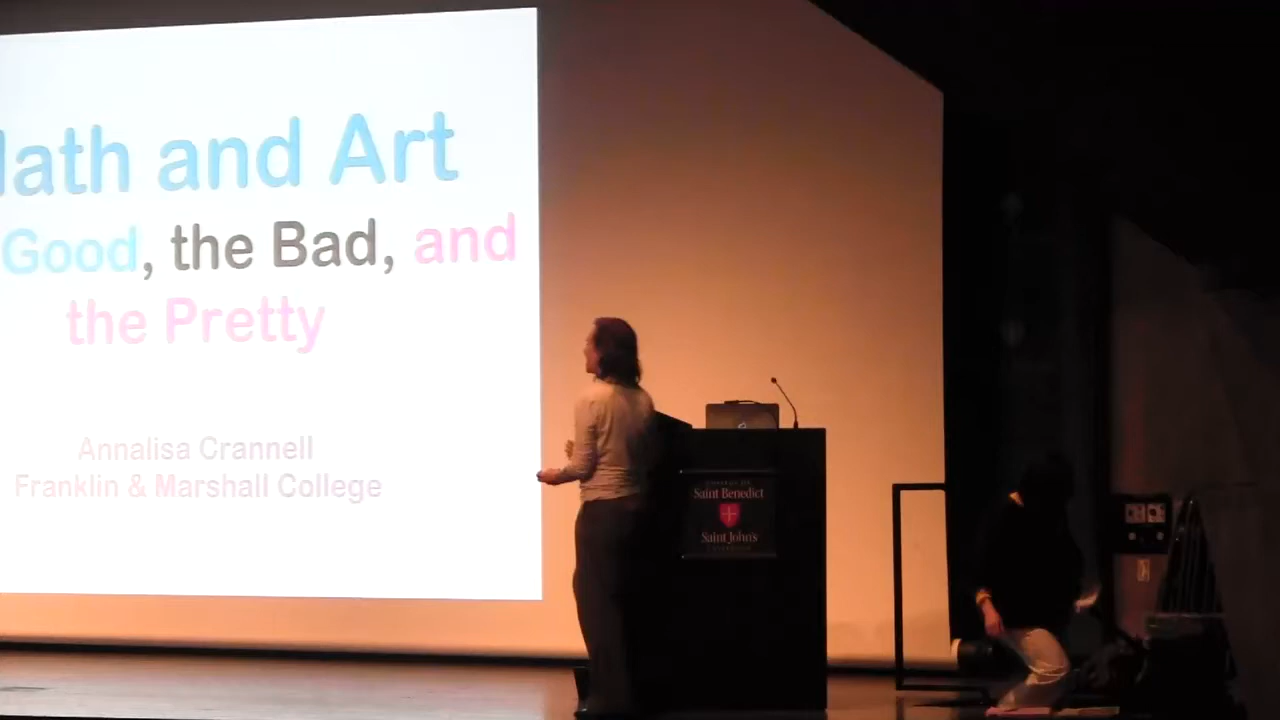 ath and Art
Good, the Bad, and
the Pretty
Annalisa Crannell
Franklin & Marshall College
Saint Benedict
Saint John's